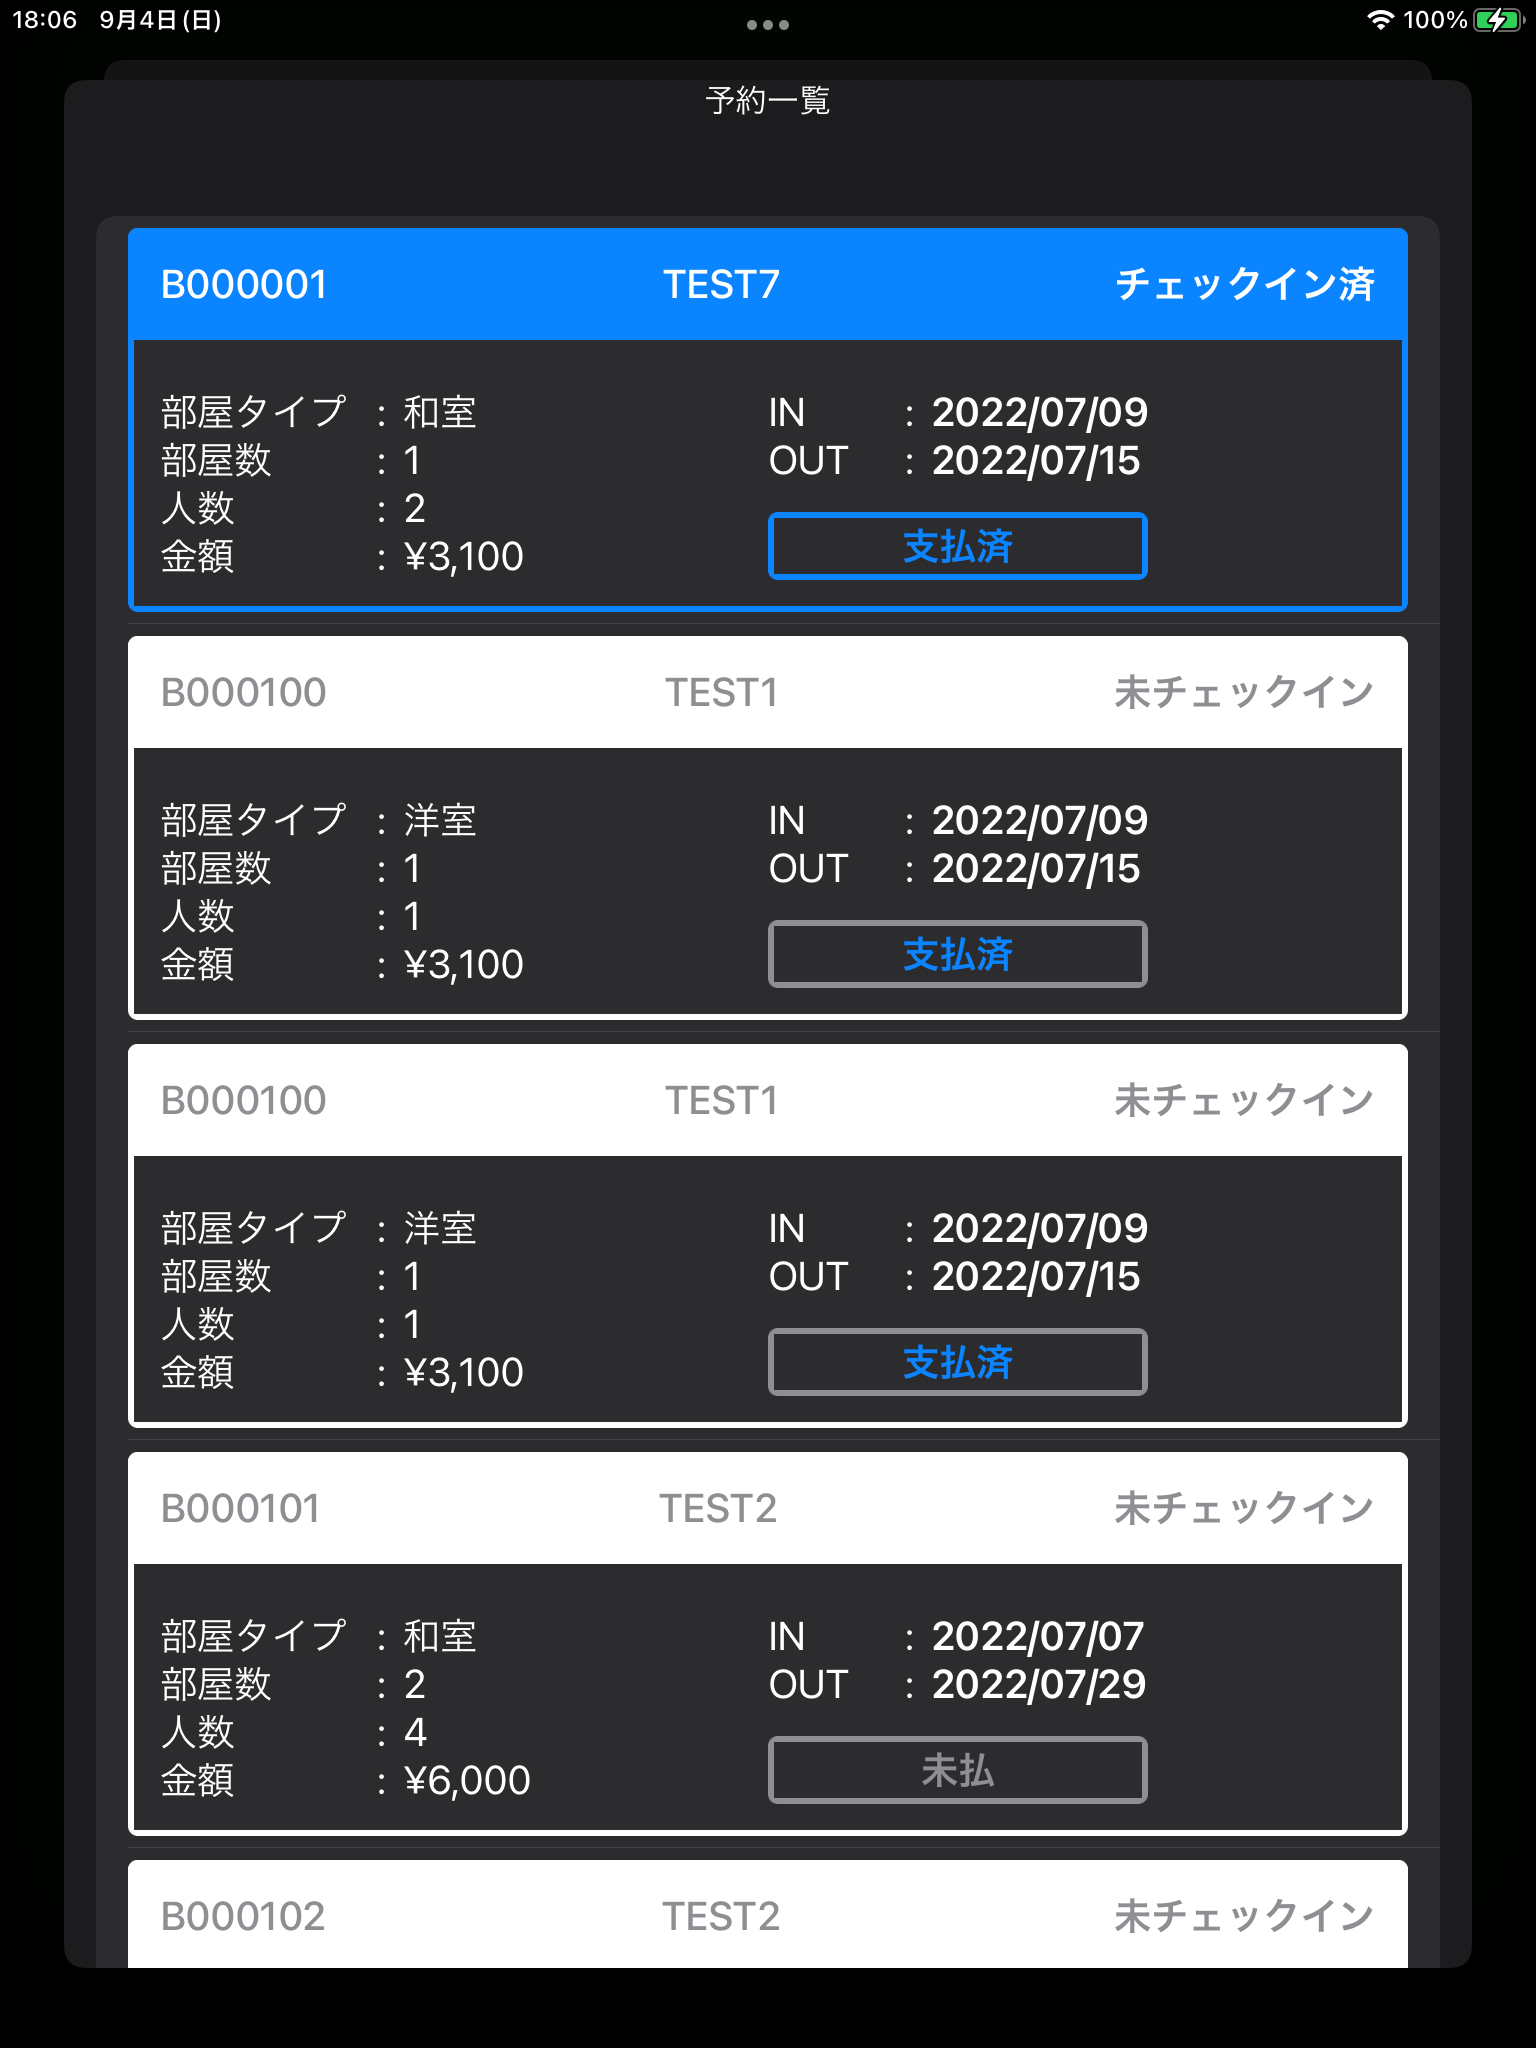 18:06 9月4日(日) 100%
予約一覧
B000001 TEST7 チェックイン済
部屋タイプ : 和室 IN : 2022/07/09
部屋数 : 1 OUT : 2022/07/15
人数 : 2
金額 : ¥3,100 支払済
B000100 TEST1 未チェックイン
部屋タイプ : 洋室 IN : 2022/07/09
部屋数 : 1 OUT : 2022/07/15
人数 : 1
金額 : ¥3,100 支払済
B000100 TEST1 未チェックイン
部屋タイプ : 洋室 IN : 2022/07/09
部屋数 : 1 OUT : 2022/07/15
人数 : 1
金額 : ¥3,100 支払済
B000101 TEST2 未チェックイン
部屋タイプ : 和室 IN : 2022/07/07
部屋数 : 2 OUT : 2022/07/29
人数 : 4
金額 : ¥6,000 未払
B000102 TEST2 未チェックイン